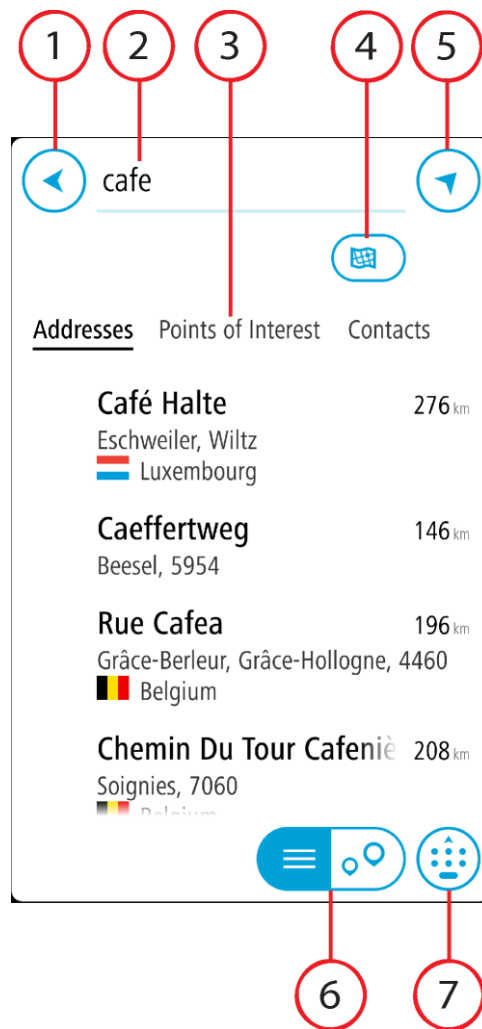 1 2 3 4 5
cafe
Addresses Points of Interest Contacts
Café Halte 276 km
Eschweiler, Wiltz
Luxembourg
Caeffertweg 146 km
Beesel, 5954
Rue Cafea 196 km
Grâce-Berleur, Grâce-Hollogne, 4460
Belgium
Chemin Du Tour Cafeniè 208 km
Soignies, 7060
Belgium
6 7